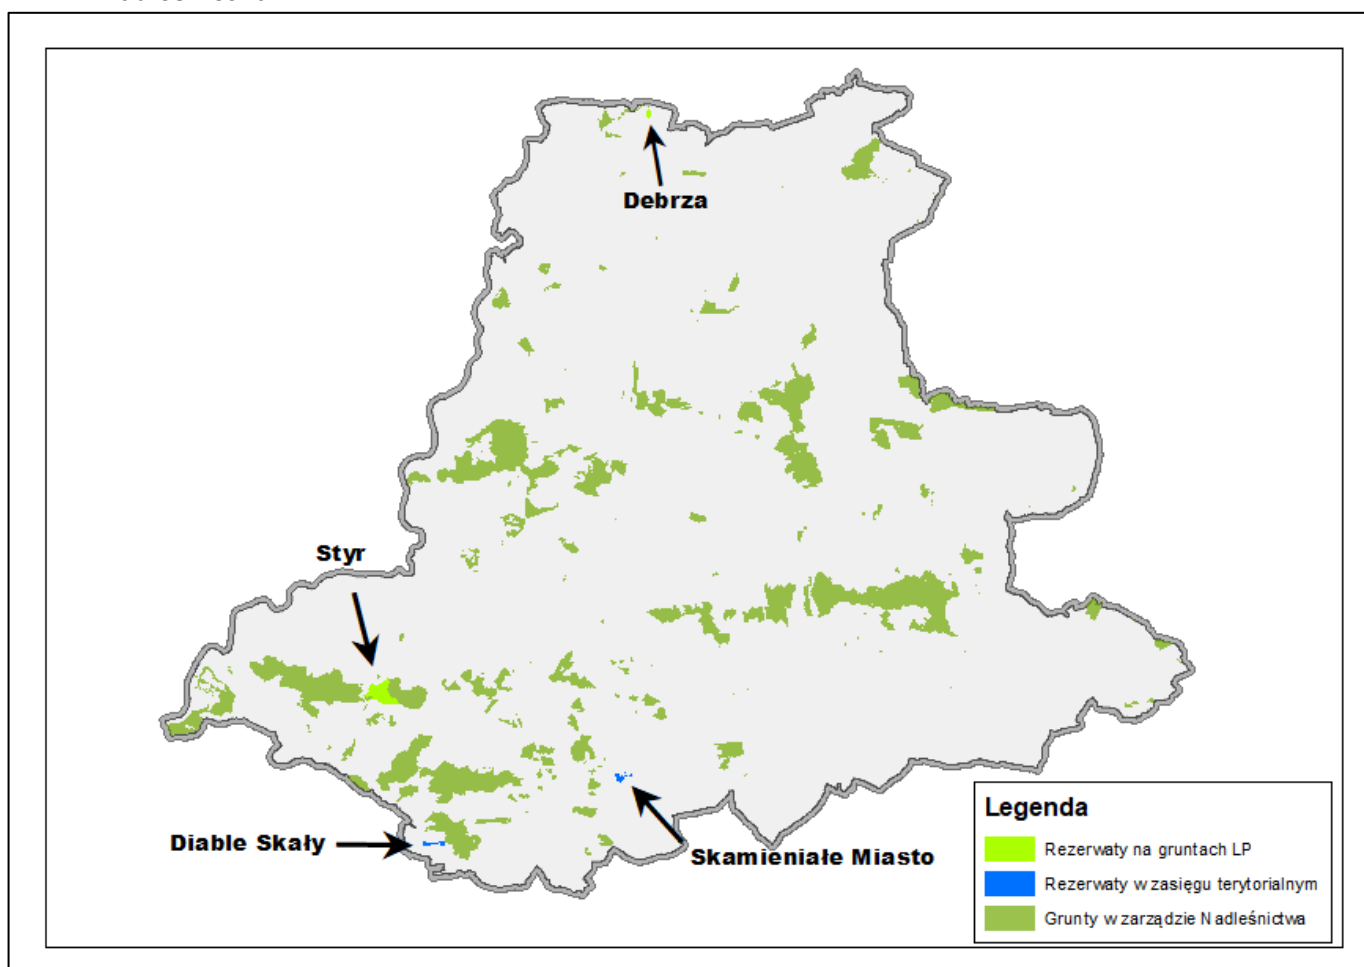 Debrza
Styr
Diable Skały
Skamieniałe Miasto
Legenda
Rezerwaty na gruntach LP
Rezerwaty w zasięgu terytorialnym
Grunty w zarządzie Nadleśnictwa